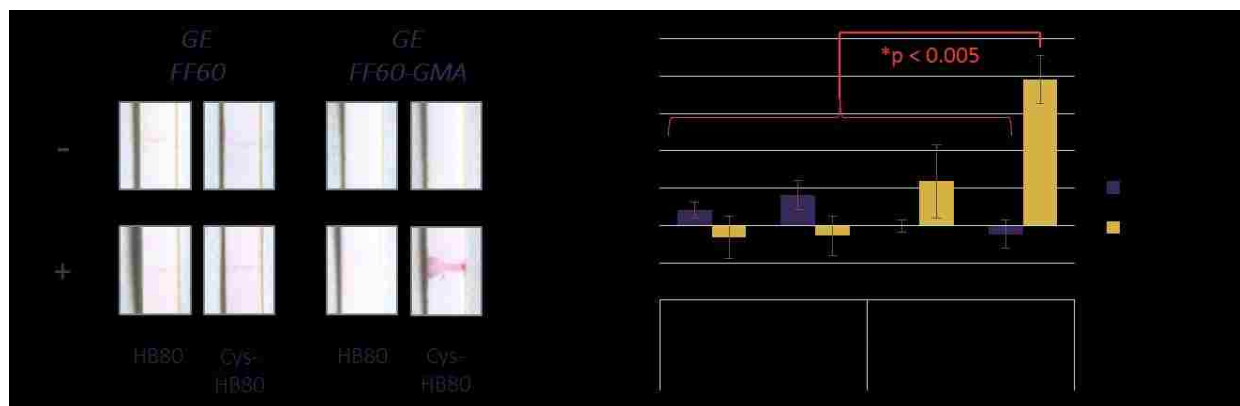 GE
FF60
GE
FF60-GMA
-
+
HB80
Cys-
HB80
HB80
Cys-
HB80
*p < 0.005